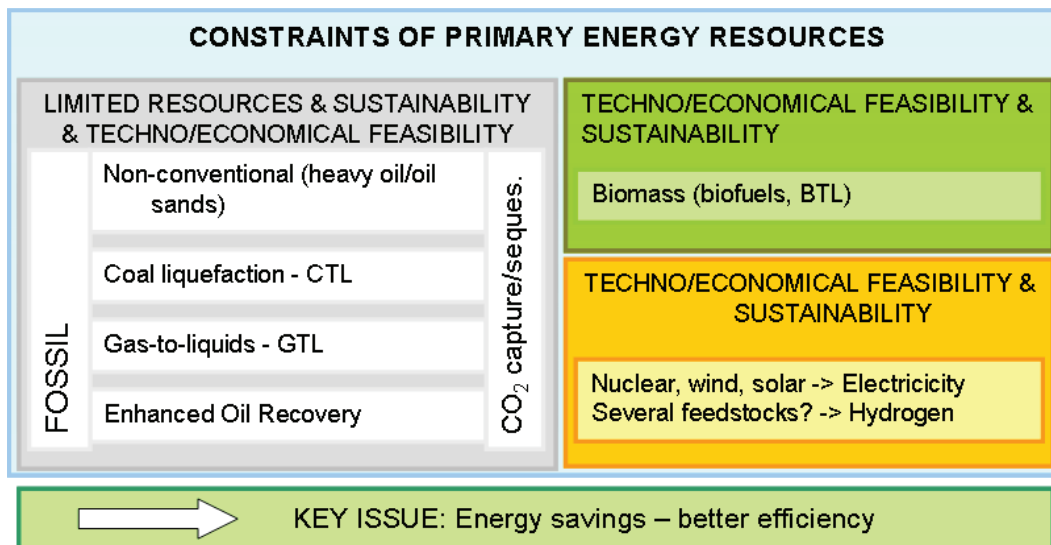 CONSTRAINTS OF PRIMARY ENERGY RESOURCES
LIMITED RESOURCES & SUSTAINABILITY
& TECHNO/ECONOMICAL FEASIBILITY
FOSSIL
Non-conventional (heavy oil/oil
sands)
Coal liquefaction - CTL
Gas-to-liquids - GTL
Enhanced Oil Recovery
CO₂ capture/seques.
TECHNO/ECONOMICAL FEASIBILITY &
SUSTAINABILITY
Biomass (biofuels, BTL)
TECHNO/ECONOMICAL FEASIBILITY &
SUSTAINABILITY
Nuclear, wind, solar -> Electricicity
Several feedstocks? -> Hydrogen
KEY ISSUE: Energy savings – better efficiency